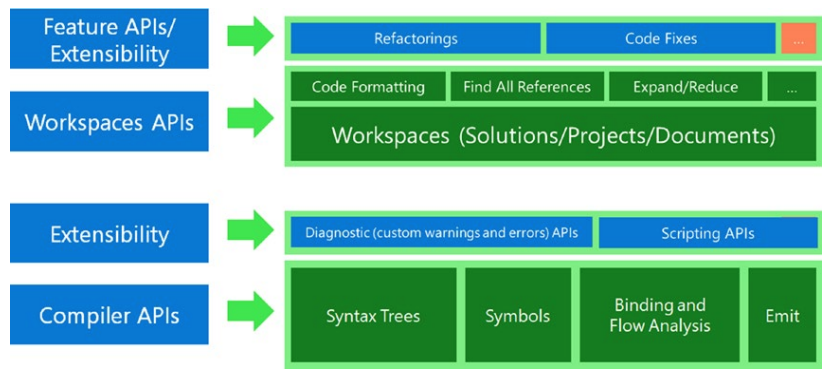 Feature APIs/
Extensibility
Refactorings
Code Fixes
...
Code Formatting
Find All References
Expand/Reduce
...
Workspaces APIs
Workspaces (Solutions/Projects/Documents)
Extensibility
Diagnostic (custom warnings and errors) APIs
Scripting APIs
Compiler APIs
Syntax Trees
Symbols
Binding and
Flow Analysis
Emit